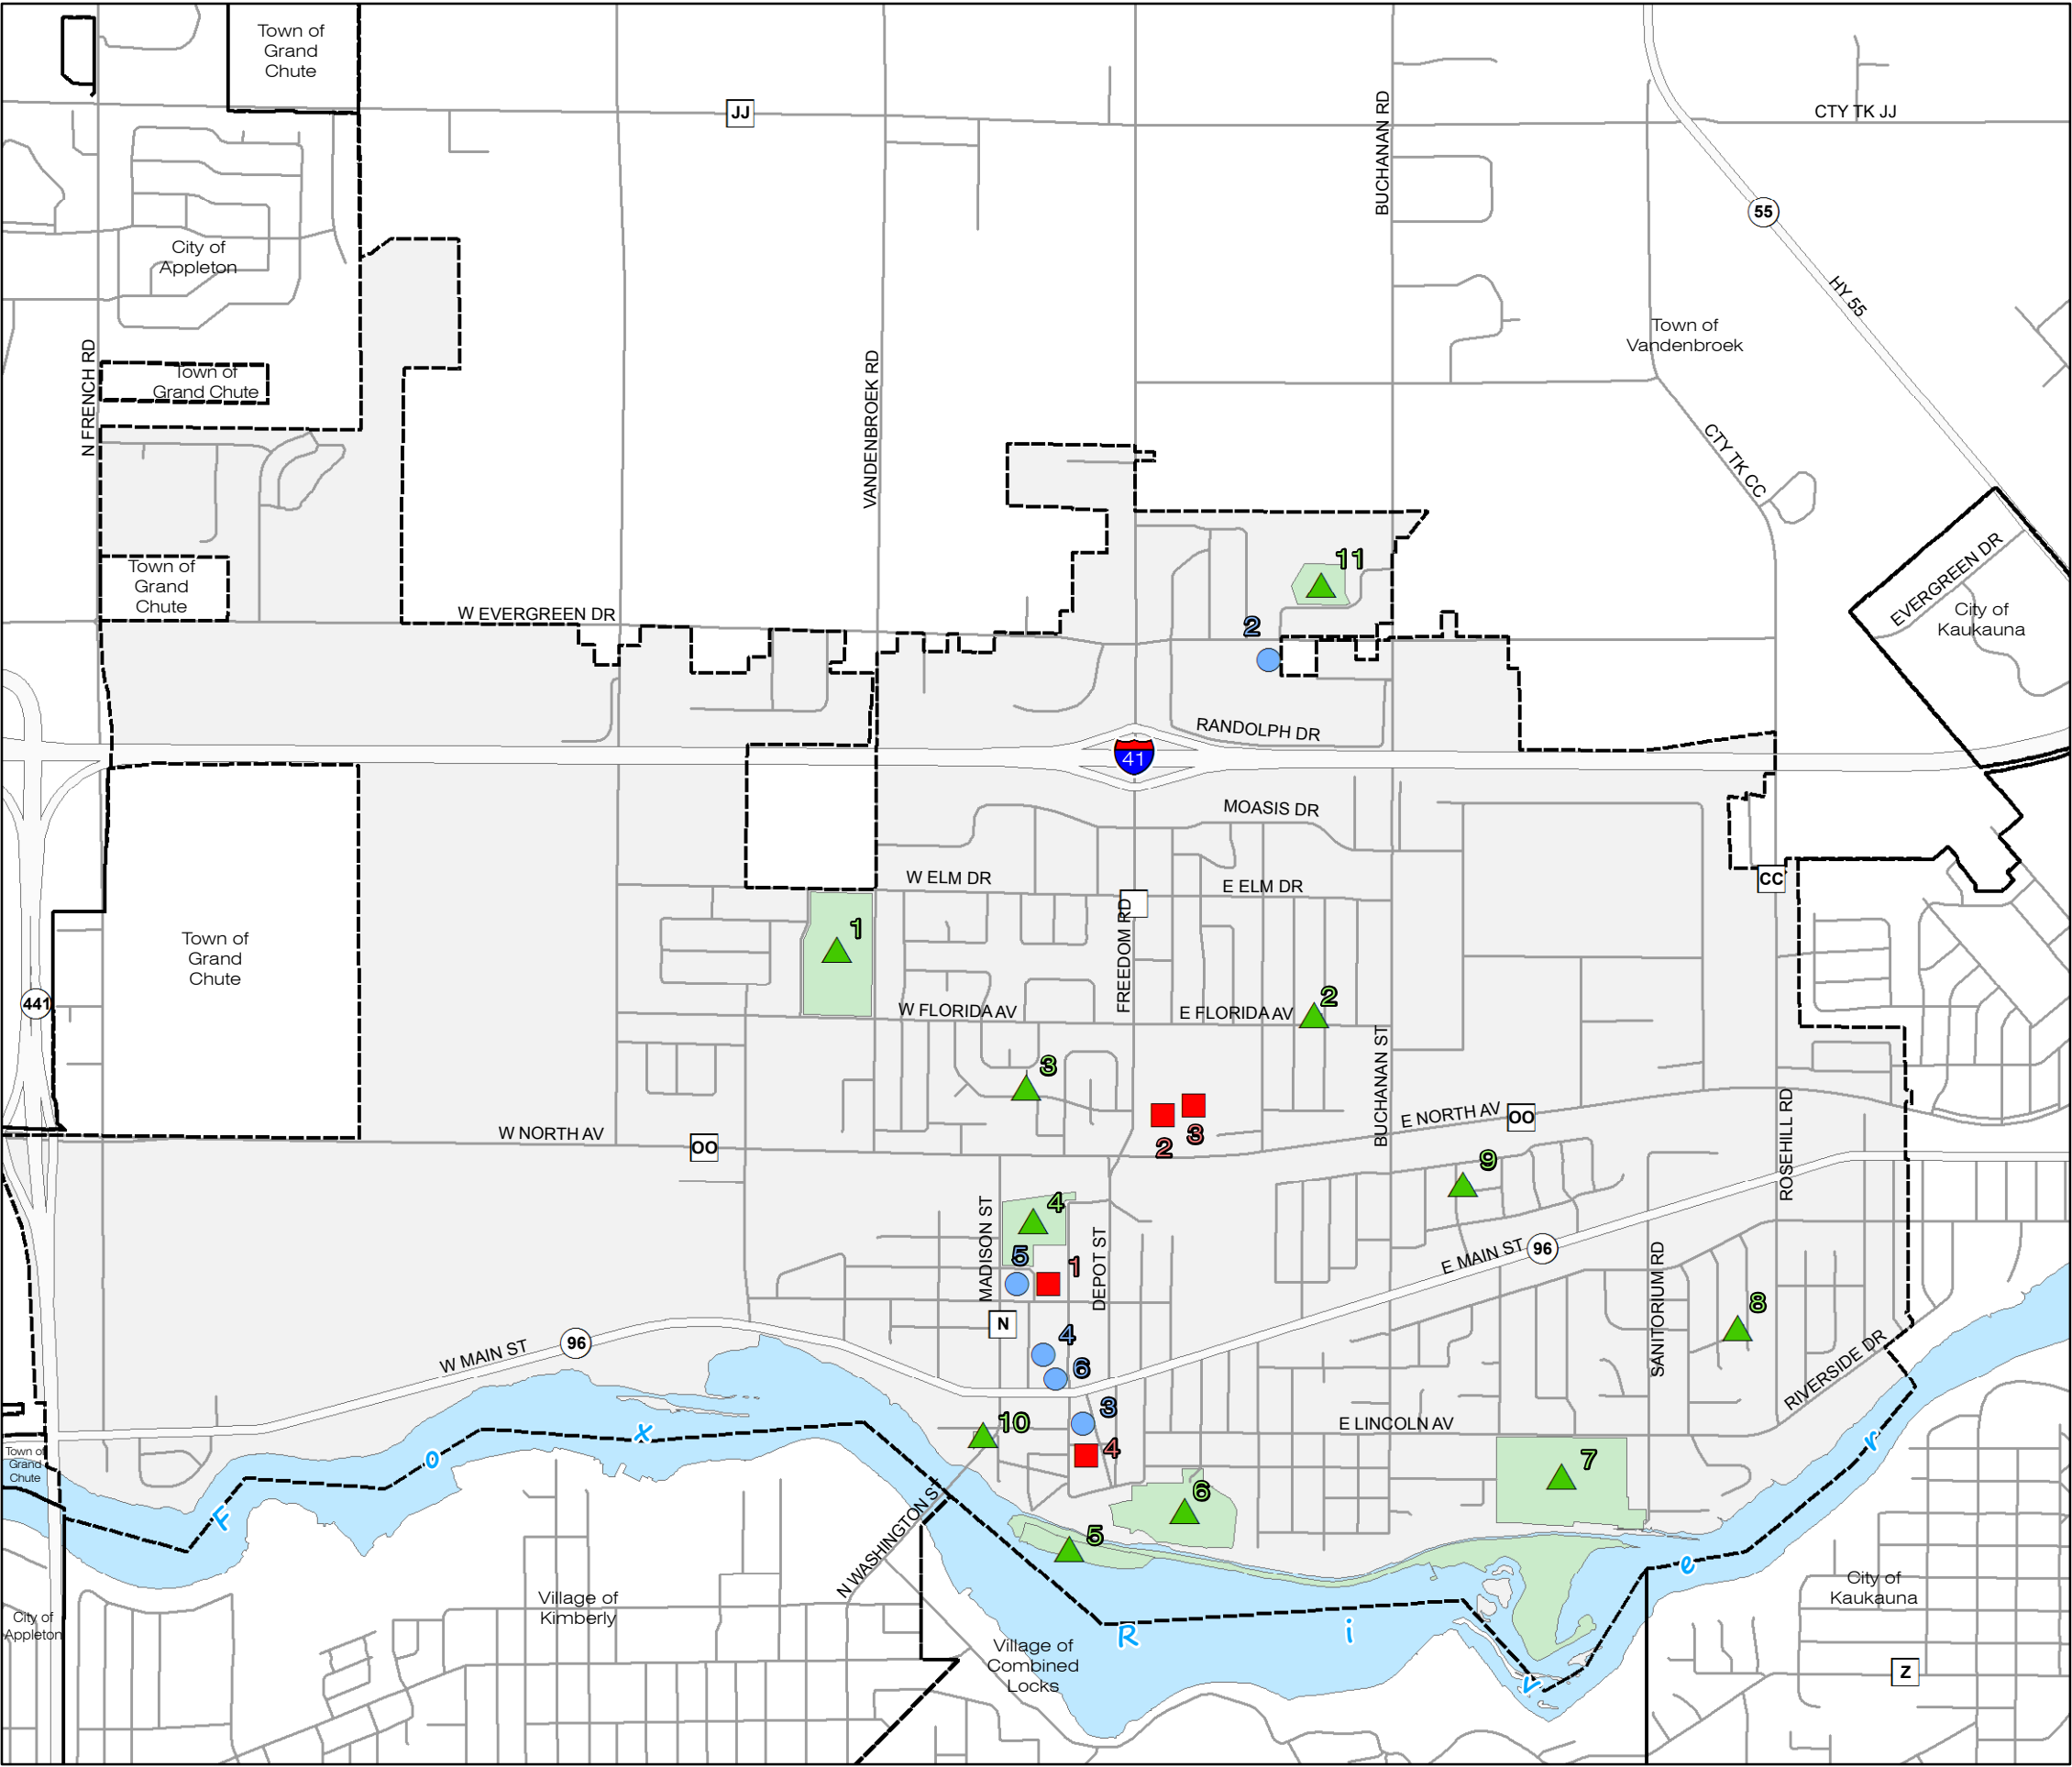 Town of
Grand
Chute
JJ
CTY TK JJ
BUCHANAN RD
55
City of
Appleton
HY 55
Town of
Vandenbroek
N FRENCH RD
Town of
Grand Chute
VANDENBROEK RD
CTY TK CC
EVERGREEN DR
City of
Kaukauna
11
Town of
Grand
Chute
W EVERGREEN DR
2
RANDOLPH DR
41
MOASIS DR
W ELM DR
E ELM DR
CC
FREEDOM RD
1
Town of
Grand
Chute
441
2
W FLORIDA AV
E FLORIDA AV
BUCHANAN ST
3
2
3
E NORTH AV
OO
W NORTH AV
OO
ROSEHILL RD
9
MADISON ST
4
DEPOT ST
5
1
E MAIN ST
96
SANITORIUM RD
8
N
4
6
W MAIN ST
96
RIVERSIDE DR
3
10
4
E LINCOLN AV
7
6
5
Town of
Grand
Chute
F o x
R i v e r
N WASHINGTON ST
City of
Appleton
Village of
Kimberly
Village of
Combined
Locks
City of
Kaukauna
Z